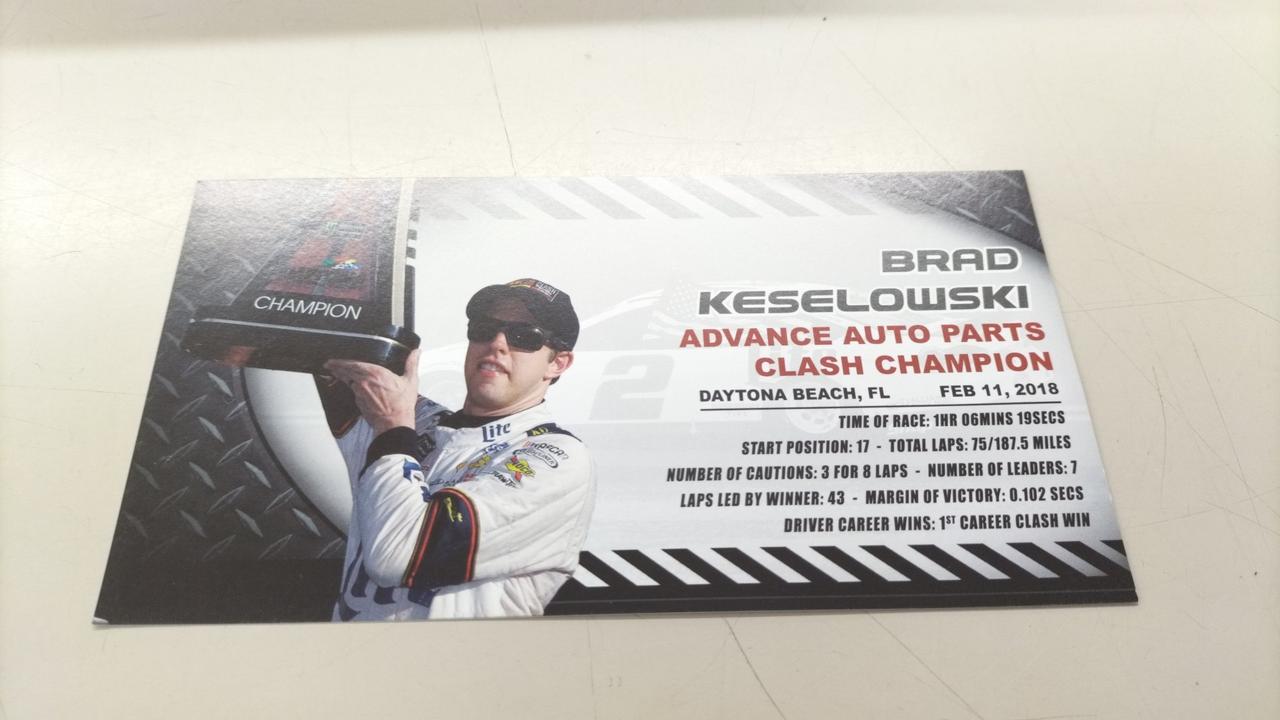 CHAMPION
Lite
BRAD
KESELOWSKI
ADVANCE AUTO PARTS
CLASH CHAMPION
2
DAYTONA BEACH, FL FEB 11, 2018
TIME OF RACE: 1HR 06MINS 19SECS
START POSITION: 17 - TOTAL LAPS: 75/187.5 MILES
NUMBER OF CAUTIONS: 3 FOR 8 LAPS - NUMBER OF LEADERS: 7
LAPS LED BY WINNER: 43 - MARGIN OF VICTORY: 0.102 SECS
DRIVER CAREER WINS: 1ST CAREER CLASH WIN